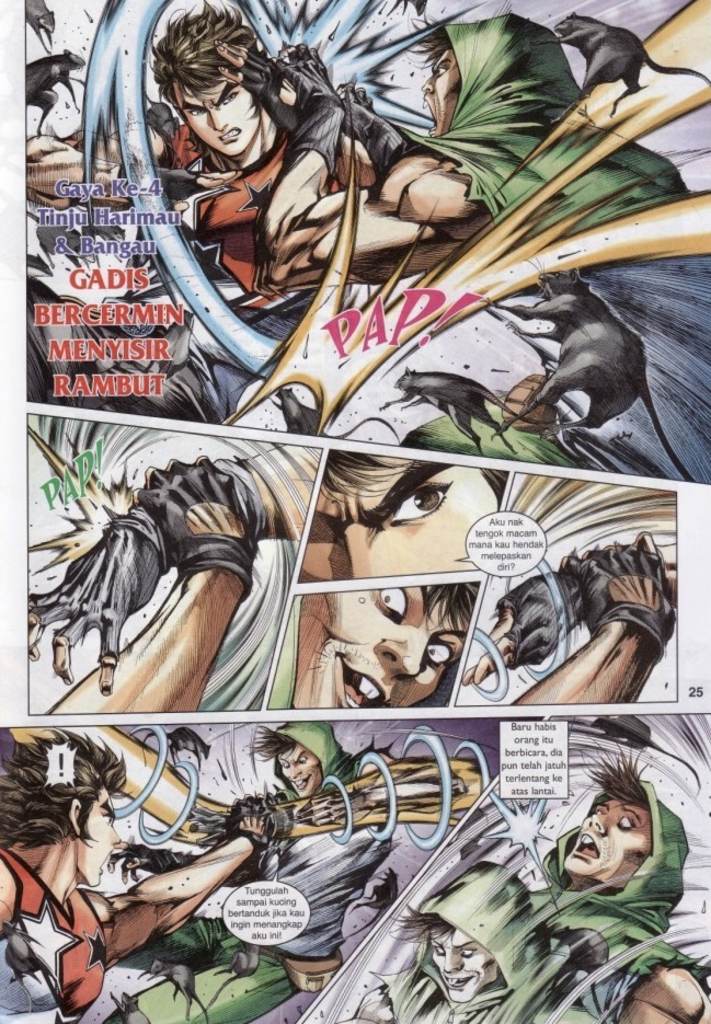 Gaya Ke-4
Tinju Harimau
& Bangau
GADIS
BERCERMIN
MENYISIR
RAMBUT
PAP!
PAP!
Aku nak
tengok macam
mana kau hendak
melepaskan
diri?
25
!
Tunggulah
sampai kucing
bertanduk jika kau
ingin menangkap
aku ini!
Baru habis
orang itu
berbicara, dia
pun telah jatuh
terlentang ke
atas lantai.